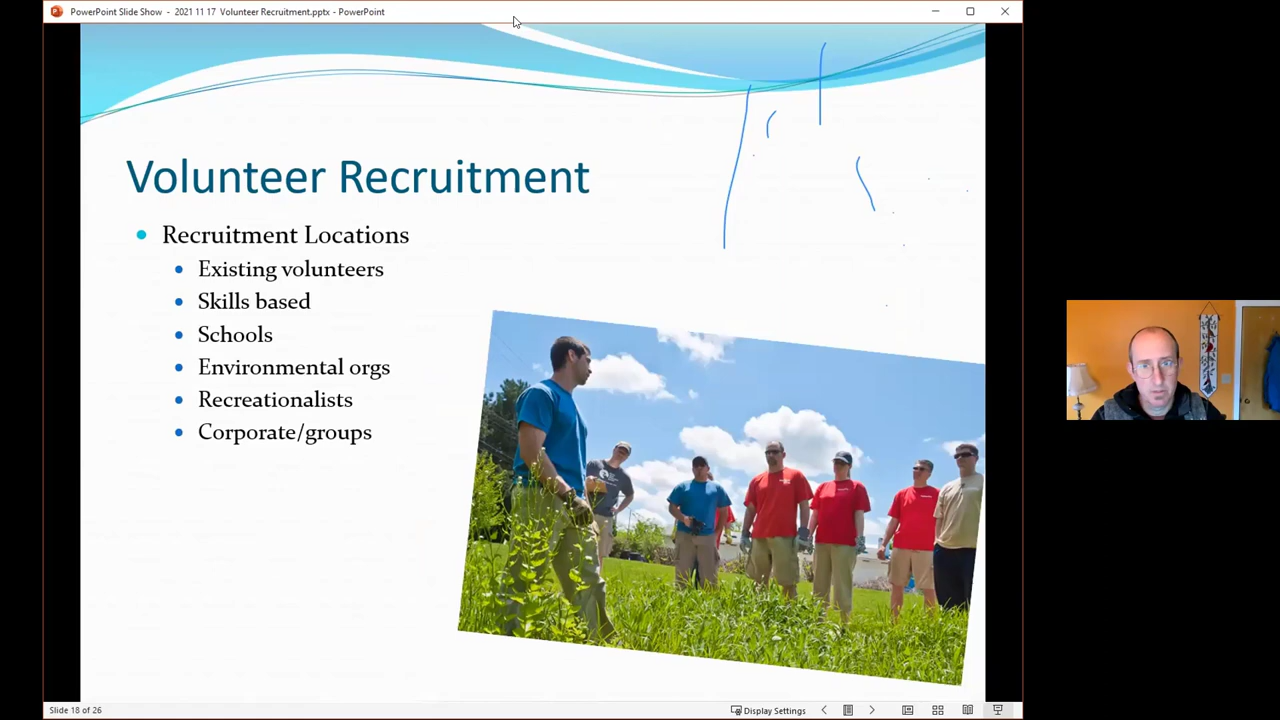 PowerPoint Slide Show - 2021 11 17 Volunteer Recruitment.pptx - PowerPoint
Volunteer Recruitment
Recruitment Locations
Existing volunteers
Skills based
Schools
Environmental orgs
Recreationalists
Corporate/groups
Slide 18 of 26
Display Settings